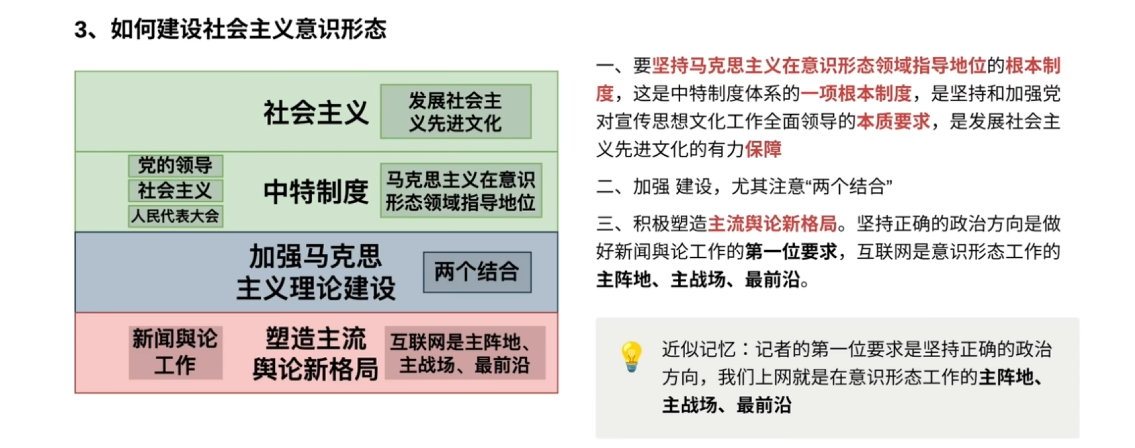 3、如何建设社会主义意识形态
社会主义
发展社会主
义先进文化
党的领导
社会主义
人民代表大会
中特制度
马克思主义在意识
形态领域指导地位
加强马克思
主义理论建设
两个结合
新闻與论
工作
塑造主流
舆论新格局
互联网是主阵地、
主战场、最前沿
一、要坚持马克思主义在意识形态领域指导地位的根本制
度，这是中特制度体系的一项根本制度，是坚持和加强党
对宣传思想文化工作全面领导的本质要求，是发展社会主
义先进文化的有力保障
二、加强 建设，尤其注意“两个结合”
三、积极塑造主流舆论新格局。坚持正确的政治方向是做
好新闻與论工作的第一位要求，互联网是意识形态工作的
主阵地、主战场、最前沿。
近似记忆：记者的第一位要求是坚持正确的政治
方向，我们上网就是在意识形态工作的主阵地、
主战场、最前沿